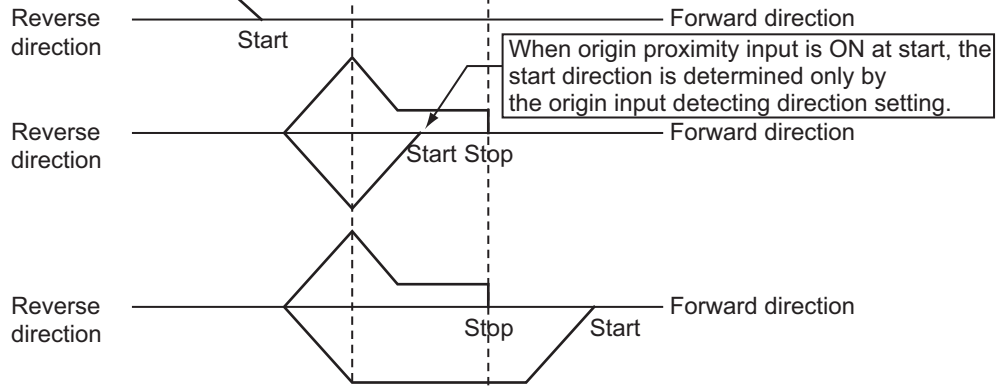 Reverse
direction
Start
Forward direction
When origin proximity input is ON at start, the
start direction is determined only by
the origin input detecting direction setting.
Reverse
direction
Start Stop
Forward direction
Reverse
direction
Stop
Start
Forward direction